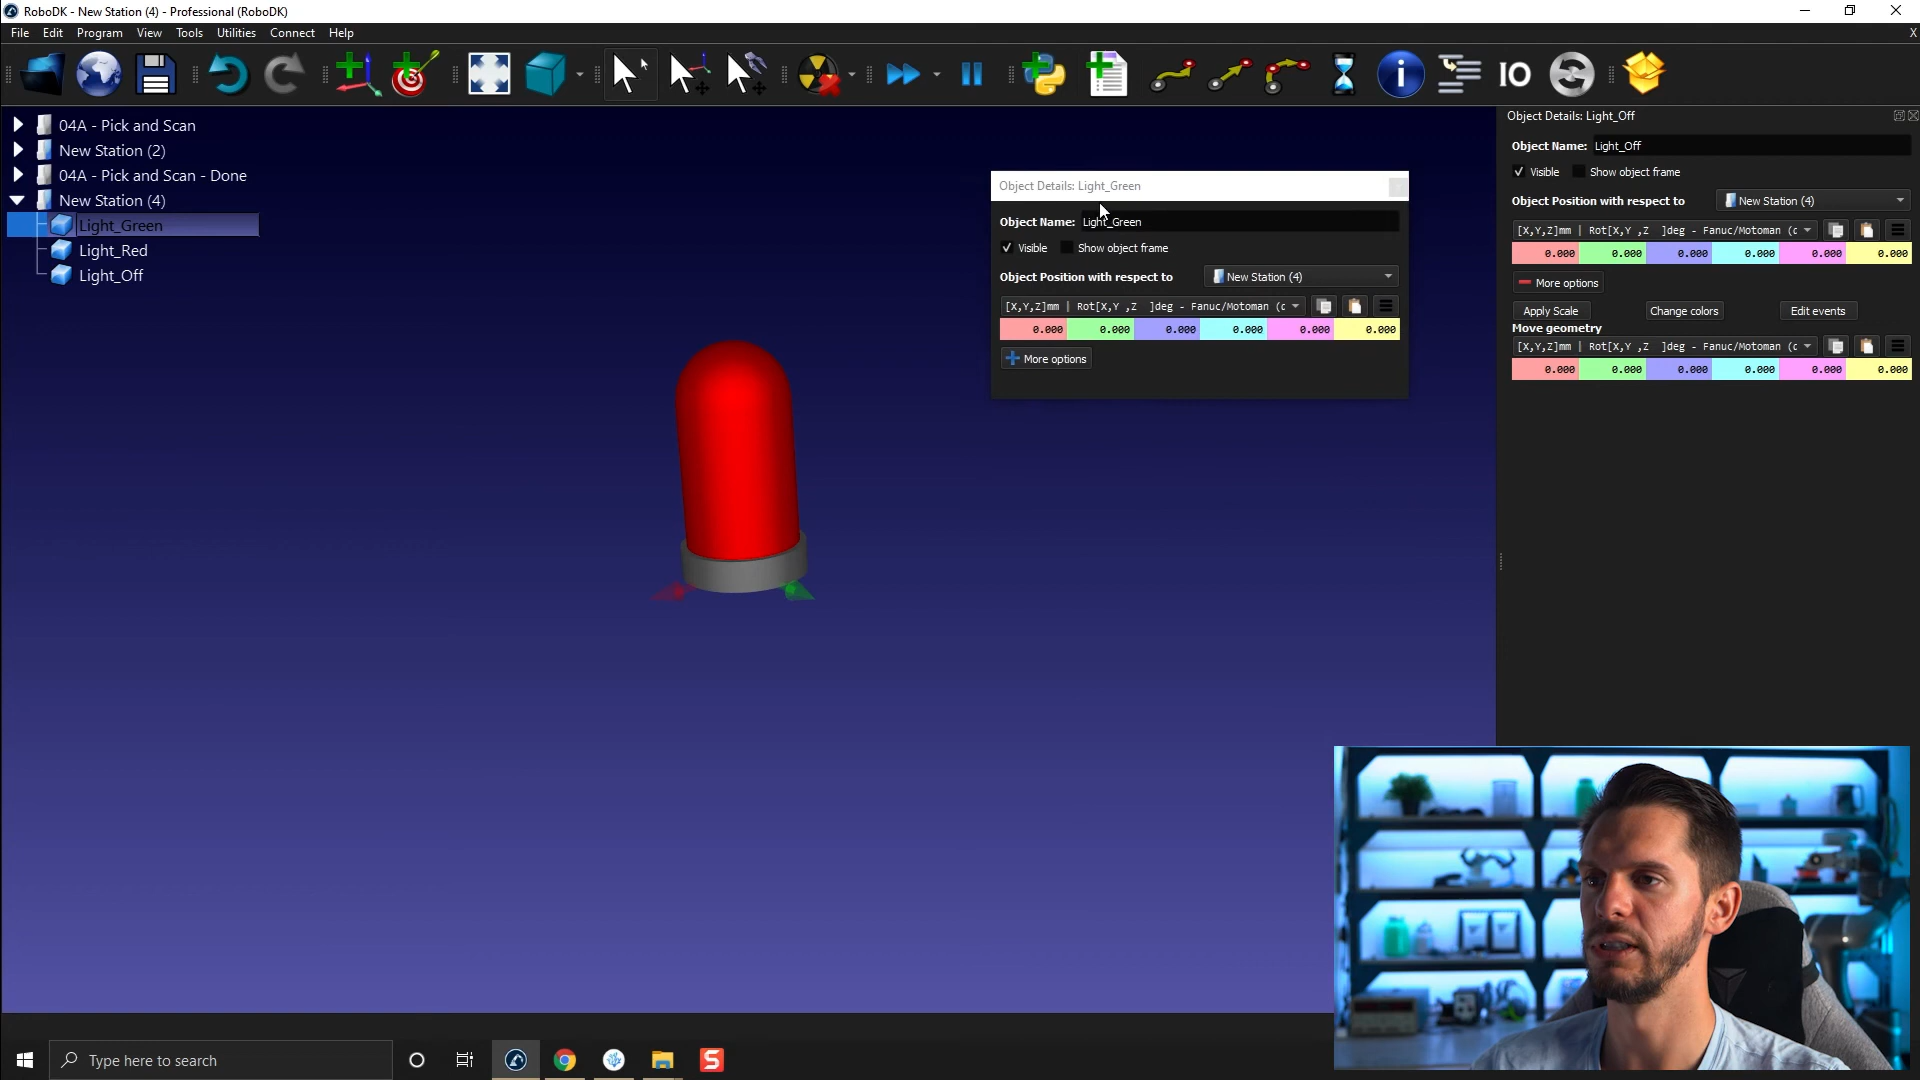 RoboDK - New Station (4) - Professional (RoboDK)
File Edit Program View Tools Utilities Connect Help X
IO
04A - Pick and Scan
New Station (2)
04A - Pick and Scan - Done
New Station (4)
Light_Green
Light_Red
Light_Off
Object Details: Light_Green
Object Name: Light_Green
Visible Show object frame
Object Position with respect to New Station (4)
[X,Y,Z]mm | Rot[X,Y ,Z ]deg - Fanuc/Motoman (c
0.000 0.000 0.000 0.000 0.000 0.000
More options
Object Details: Light_Off
Object Name: Light_Off
Visible Show object frame
Object Position with respect to New Station (4)
[X,Y,Z]mm | Rot[X,Y ,Z ]deg - Fanuc/Motoman (c
0.000 0.000 0.000 0.000 0.000 0.000
More options
Apply Scale Change colors Edit events
Move geometry
[X,Y,Z]mm | Rot[X,Y ,Z ]deg - Fanuc/Motoman (c
0.000 0.000 0.000 0.000 0.000 0.000
Type here to search
S